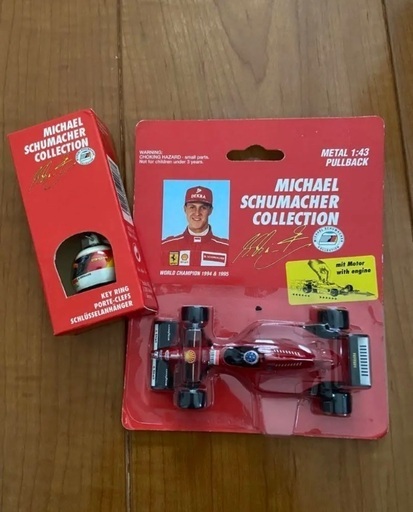 MICHAEL
SCHUMACHER
COLLECTION
KEY RING
PORTE-CLEFS
SCHLÜSSELANHÄNGER
WARNING:
CHOKING HAZARD - small parts.
Not for children under 3 years.
METAL 1:43
PULLBACK
MICHAEL
SCHUMACHER
COLLECTION
DEKRA
WORLD CHAMPION 1994 & 1995
mit Motor
with engine